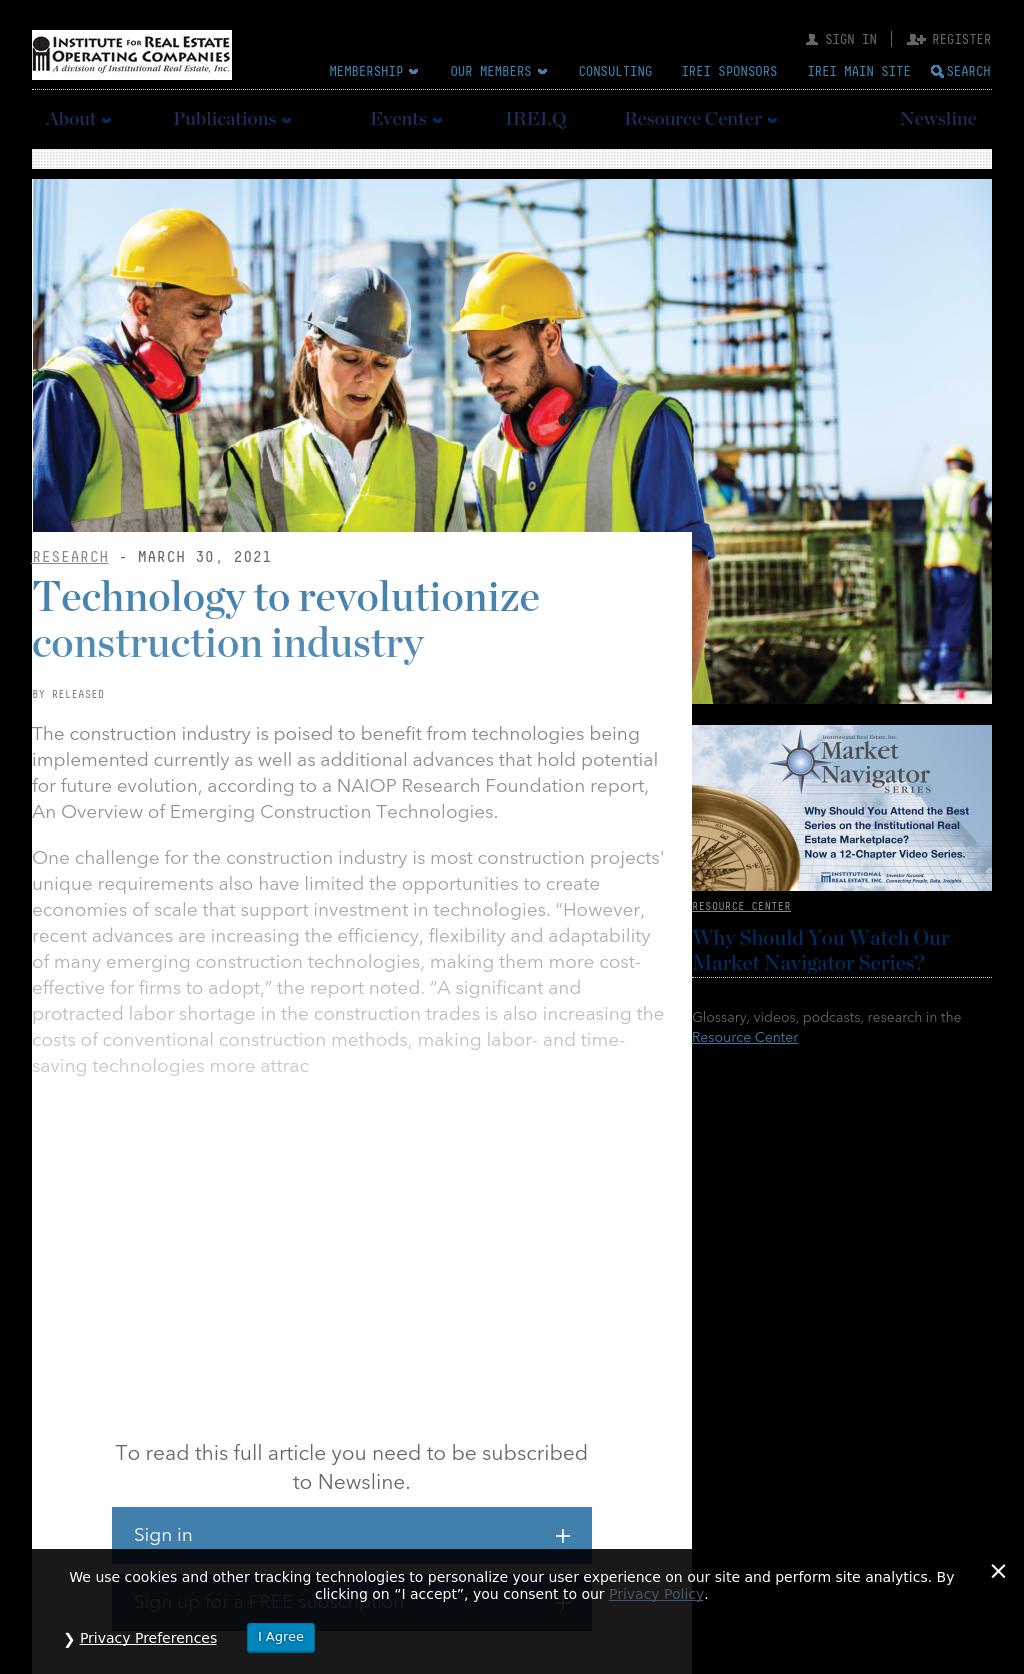 INSTITUTE FOR REAL ESTATE
OPERATING COMPANIES
A division of Institutional Real Estate, Inc.
SIGN IN
REGISTER
MEMBERSHIP
OUR MEMBERS
CONSULTING
IREI SPONSORS
IREI MAIN SITE
SEARCH
About
Publications
Events
IREI.Q
Resource Center
Newsline
RESEARCH - MARCH 30, 2021
Technology to revolutionize
construction industry
BY RELEASED
The construction industry is poised to benefit from technologies being
implemented currently as well as additional advances that hold potential
for future evolution, according to a NAIOP Research Foundation report,
An Overview of Emerging Construction Technologies.
One challenge for the construction industry is most construction projects'
unique requirements also have limited the opportunities to create
economies of scale that support investment in technologies. “However,
recent advances are increasing the efficiency, flexibility and adaptability
of many emerging construction technologies, making them more cost-
effective for firms to adopt,” the report noted. “A significant and
protracted labor shortage in the construction trades is also increasing the
costs of conventional construction methods, making labor- and time-
saving technologies more attrac
Institutional Real Estate, Inc.
Market
Navigator
SERIES
Why Should You Attend the Best
Series on the Institutional Real
Estate Marketplace?
Now a 12-Chapter Video Series.
INSTITUTIONAL
REAL ESTATE, INC.
Investor focused.
Connecting People, Data, Insights.
RESOURCE CENTER
Why Should You Watch Our
Market Navigator Series?
Glossary, videos, podcasts, research in the
Resource Center
To read this full article you need to be subscribed
to Newsline.
Sign in
Sign up for a FREE subscription
We use cookies and other tracking technologies to personalize your user experience on our site and perform site analytics. By
clicking on “I accept”, you consent to our Privacy Policy.
Privacy Preferences
I Agree